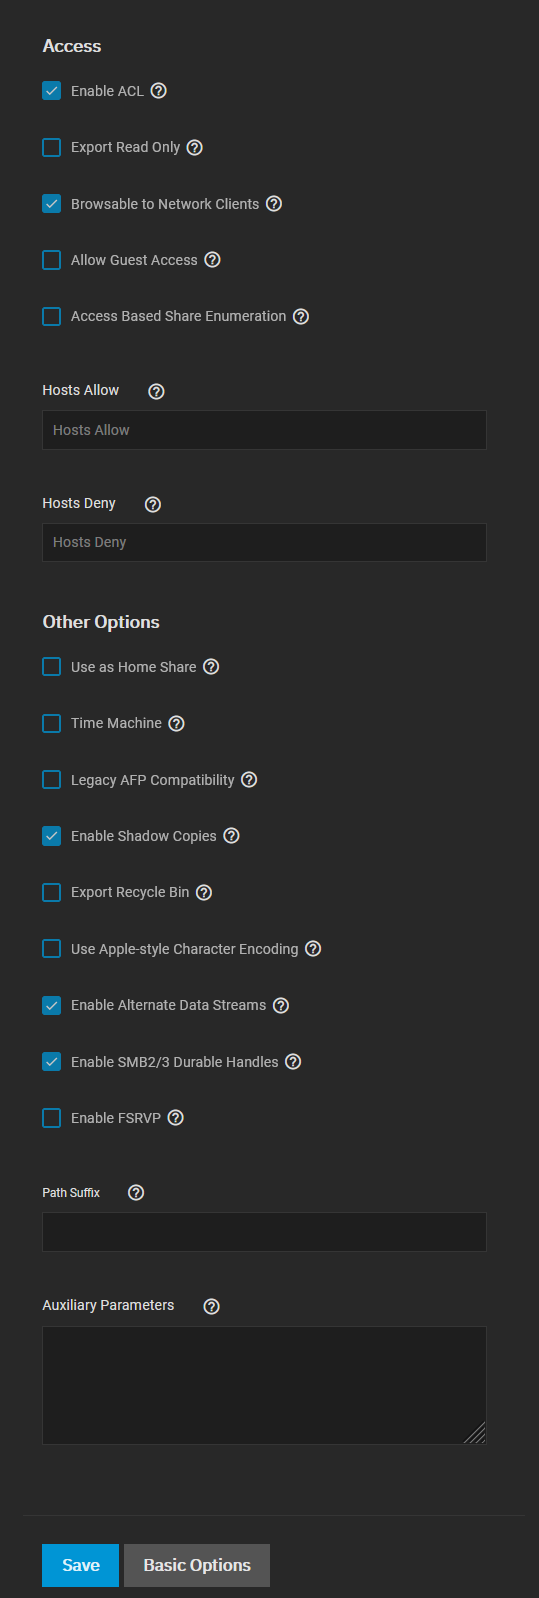 Access
Enable ACL
Export Read Only
Browsable to Network Clients
Allow Guest Access
Access Based Share Enumeration
Hosts Allow
Hosts Allow
Hosts Deny
Hosts Deny
Other Options
Use as Home Share
Time Machine
Legacy AFP Compatibility
Enable Shadow Copies
Export Recycle Bin
Use Apple-style Character Encoding
Enable Alternate Data Streams
Enable SMB2/3 Durable Handles
Enable FSRVP
Path Suffix
Auxiliary Parameters
Save Basic Options